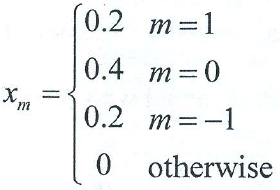 0.2 m = 1
0.4 m = 0
x_m =
0.2 m = −1
0 otherwise